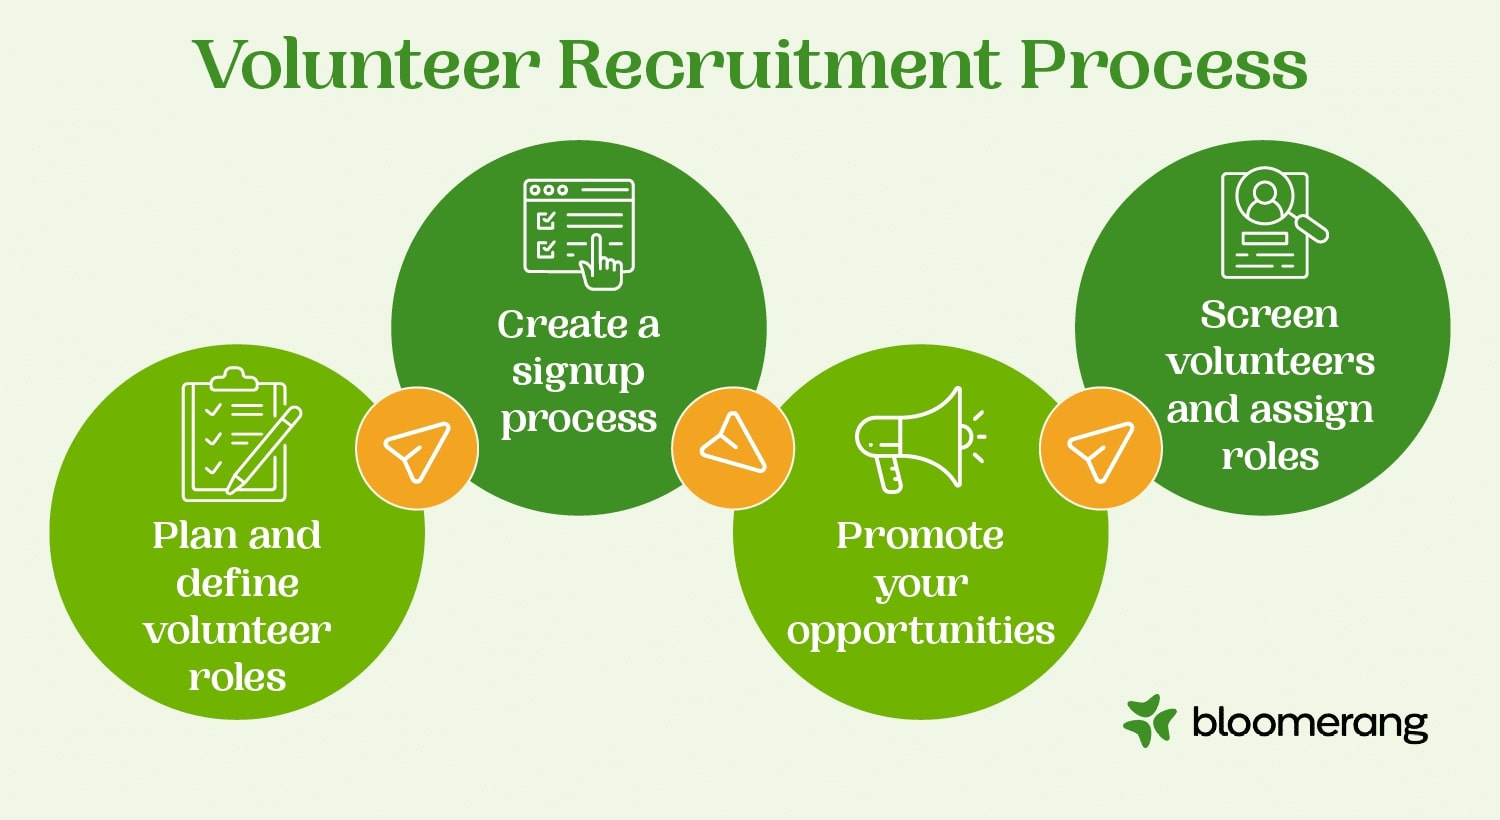 Volunteer Recruitment Process
Plan and
define
volunteer
roles
Create a
signup
process
Promote
your
opportunities
Screen
volunteers
and assign
roles
bloomerang